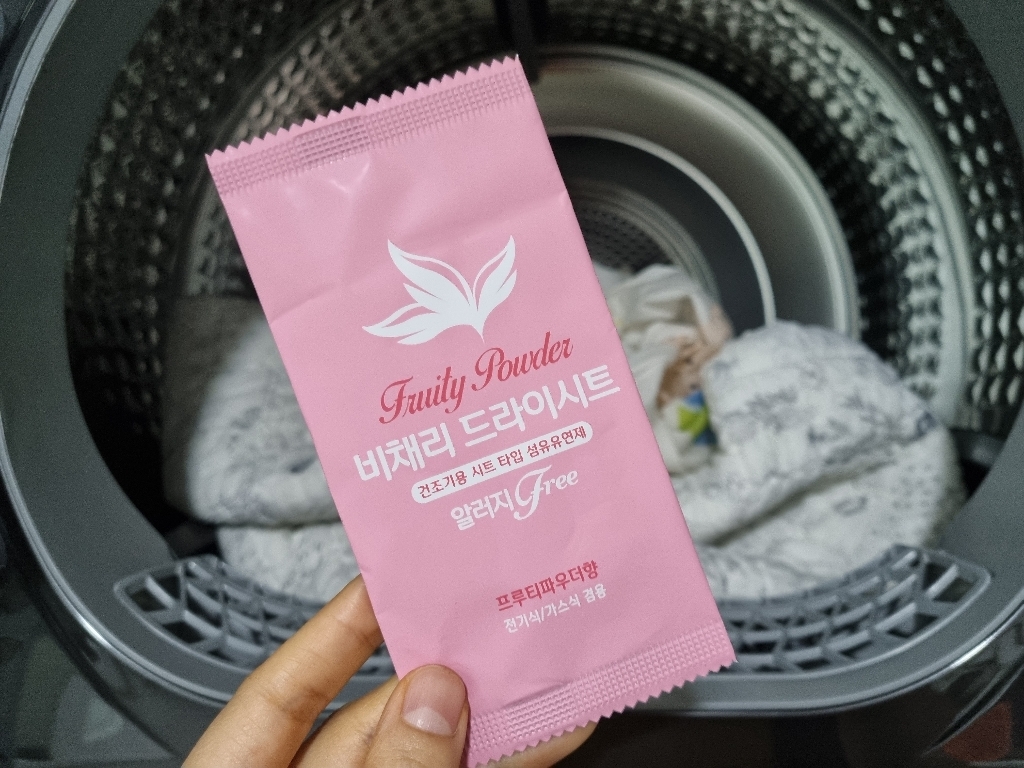 Fruity Powder
비채리 드라이시트
건조기용 시트 타입 섬유유연제
알러지Free
프루티파우더향
전기식/가스식 겸용